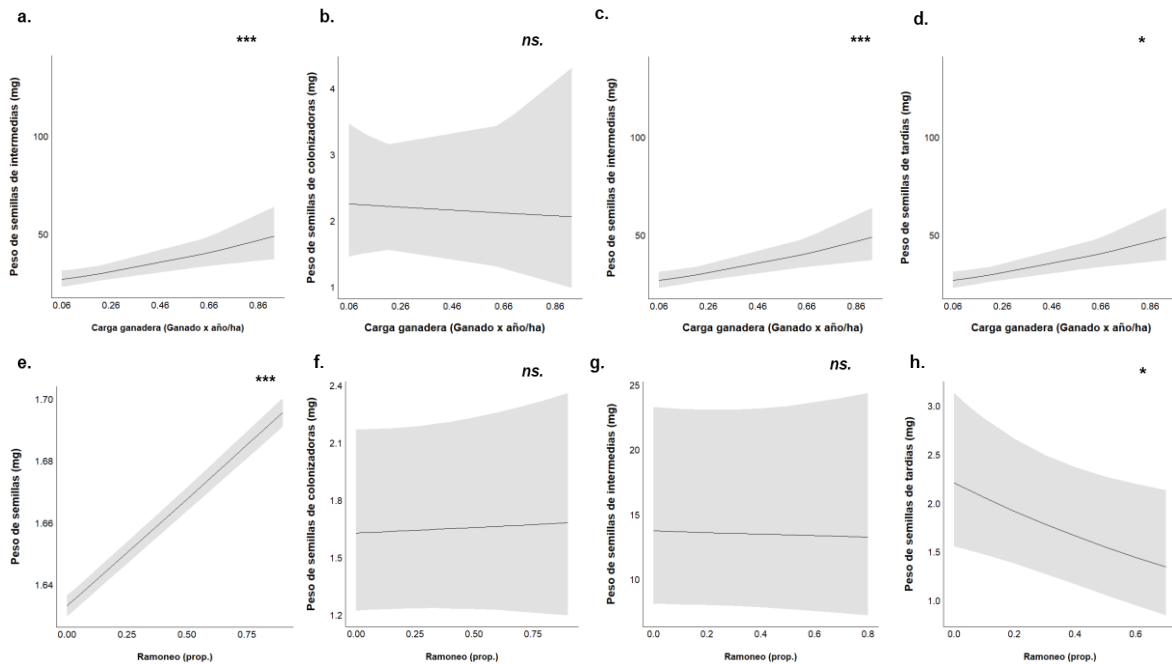 a.
***
Peso de semillas de intermedias (mg)
100
50
0.06 0.26 0.46 0.66 0.86
Carga ganadera (Ganado x año/ha)
b.
ns.
Peso de semillas de colonizadoras (mg)
4
3
2
1
0.06 0.26 0.46 0.66 0.86
Carga ganadera (Ganado x año/ha)
c.
***
Peso de semillas de intermedias (mg)
100
50
0.06 0.26 0.46 0.66 0.86
Carga ganadera (Ganado x año/ha)
d.
*
Peso de semillas de tardías (mg)
100
50
0.06 0.26 0.46 0.66 0.86
Carga ganadera (Ganado x año/ha)
e.
***
Peso de semillas (mg)
1.70
1.68
1.66
1.64
0.00 0.25 0.50 0.75
Ramoneo (prop.)
f.
ns.
Peso de semillas de colonizadoras (mg)
2.4
2.1
1.8
1.5
1.2
0.00 0.25 0.50 0.75
Ramoneo (prop.)
g.
ns.
Peso de semillas de intermedias (mg)
25
20
15
10
0.0 0.2 0.4 0.6 0.8
Ramoneo (prop.)
h.
*
Peso de semillas de tardías (mg)
3.0
2.5
2.0
1.5
1.0
0.0 0.2 0.4 0.6
Ramoneo (prop.)